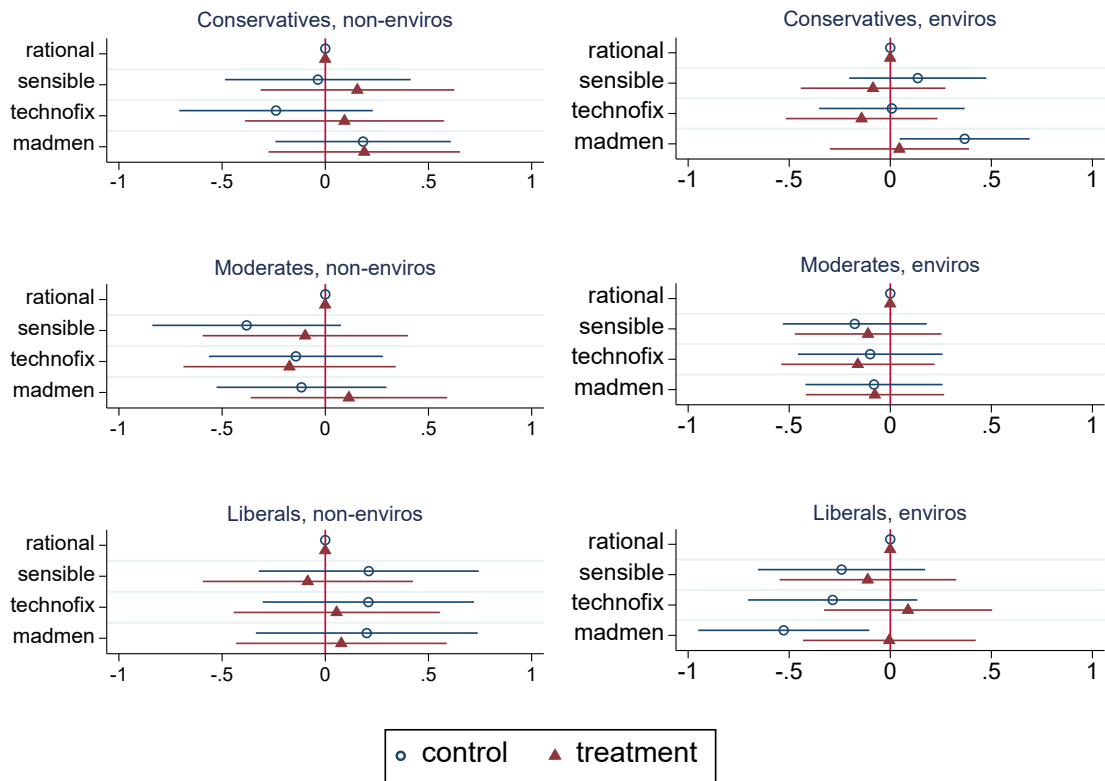 Conservatives, non-enviros
rational
sensible
technofix
madmen
-1 -.5 0 .5 1
Conservatives, enviros
rational
sensible
technofix
madmen
-1 -.5 0 .5 1
Moderates, non-enviros
rational
sensible
technofix
madmen
-1 -.5 0 .5 1
Moderates, enviros
rational
sensible
technofix
madmen
-1 -.5 0 .5 1
Liberals, non-enviros
rational
sensible
technofix
madmen
-1 -.5 0 .5 1
Liberals, enviros
rational
sensible
technofix
madmen
-1 -.5 0 .5 1
control treatment